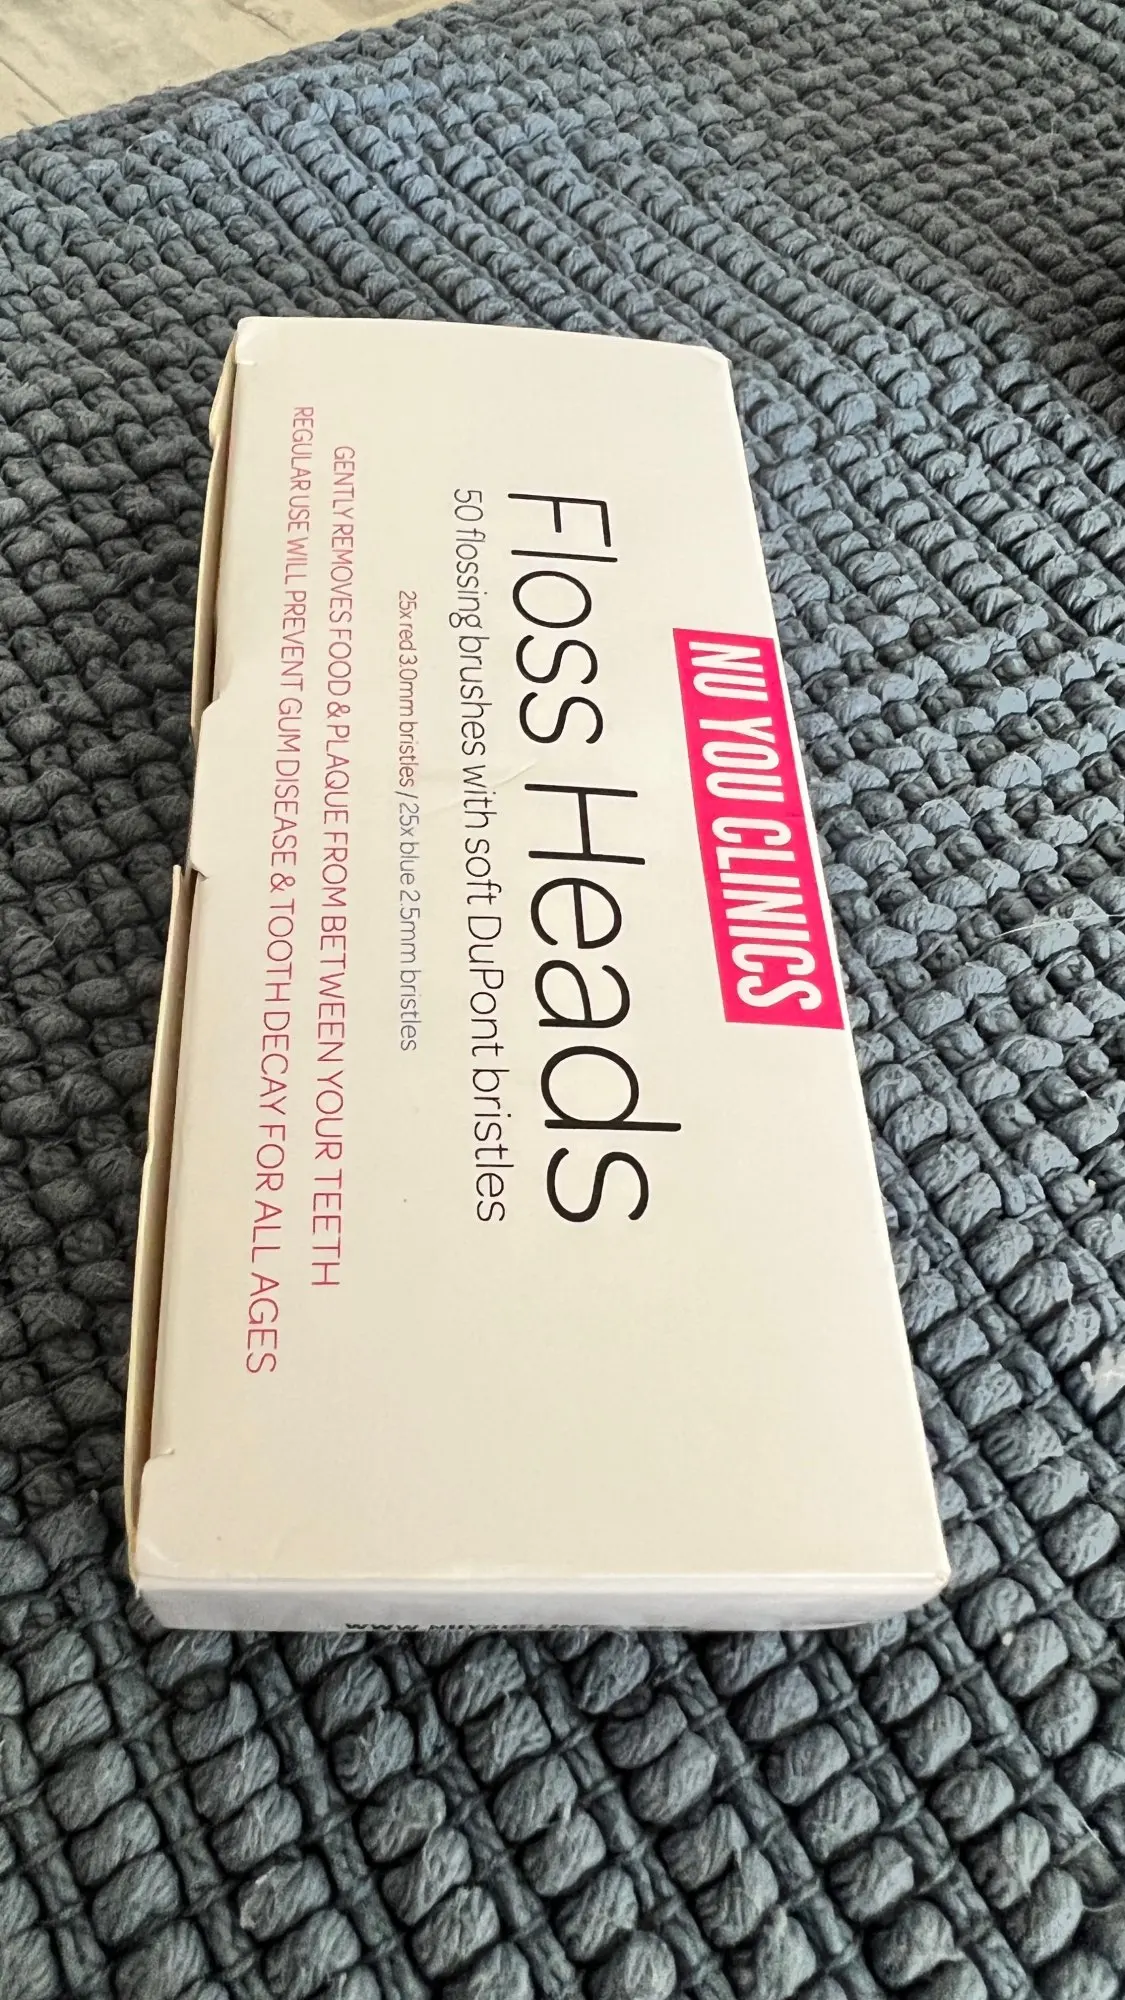 NU YOU CLINICS
Floss Heads
50 flossing brushes with soft DuPont bristles
25x red 3.0mm bristles / 25x blue 2.5mm bristles
GENTLY REMOVES FOOD & PLAQUE FROM BETWEEN YOUR TEETH
REGULAR USE WILL PREVENT GUM DISEASE & TOOTH DECAY FOR ALL AGES